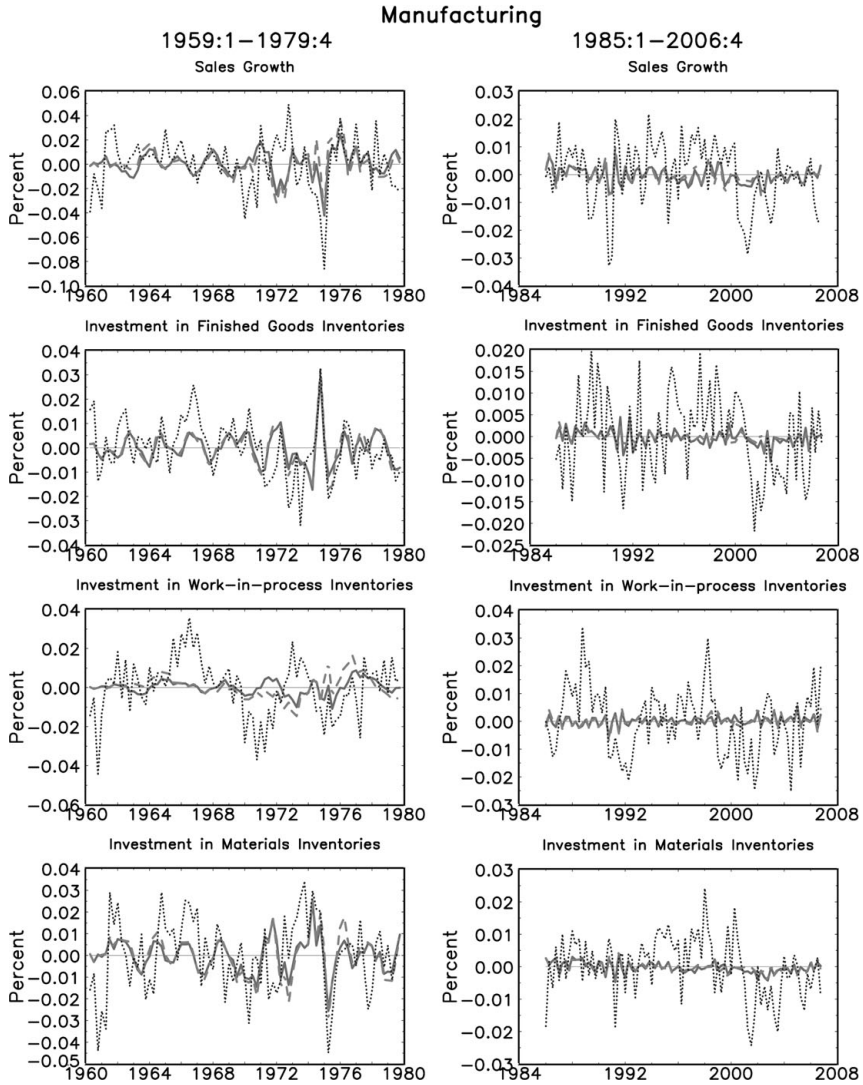 Manufacturing
1959:1–1979:4
1985:1–2006:4
Sales Growth
Percent
0.06
0.04
0.02
0.00
−0.02
−0.04
−0.06
−0.08
−0.10
1960 1964 1968 1972 1976 1980
Sales Growth
Percent
0.03
0.02
0.01
0.00
−0.01
−0.02
−0.03
−0.04
1984 1992 2000 2008
Investment in Finished Goods Inventories
Percent
0.04
0.03
0.02
0.01
0.00
−0.01
−0.02
−0.03
−0.04
1960 1964 1968 1972 1976 1980
Investment in Finished Goods Inventories
Percent
0.020
0.015
0.010
0.005
0.000
−0.005
−0.010
−0.015
−0.020
−0.025
1984 1992 2000 2008
Investment in Work−in−process Inventories
Percent
0.04
0.02
0.00
−0.02
−0.04
−0.06
1960 1964 1968 1972 1976 1980
Investment in Work−in−process Inventories
Percent
0.04
0.03
0.02
0.01
0.00
−0.01
−0.02
−0.03
1984 1992 2000 2008
Investment in Materials Inventories
Percent
0.04
0.03
0.02
0.01
0.00
−0.01
−0.02
−0.03
−0.04
−0.05
1960 1964 1968 1972 1976 1980
Investment in Materials Inventories
Percent
0.03
0.02
0.01
0.00
−0.01
−0.02
−0.03
1984 1992 2000 2008